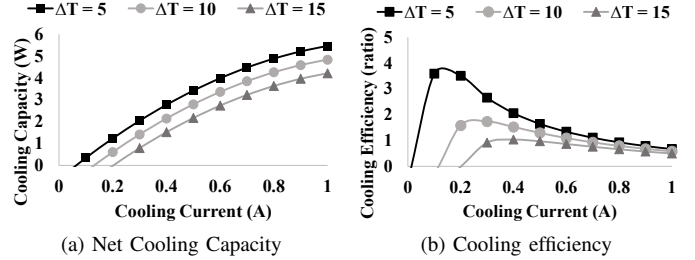 ΔT = 5 ΔT = 10 ΔT = 15
Cooling Capacity (W)
6
5
4
3
2
1
0
0 0.2 0.4 0.6 0.8 1
Cooling Current (A)
(a) Net Cooling Capacity
ΔT = 5 ΔT = 10 ΔT = 15
Cooling Efficiency (ratio)
5
4
3
2
1
0
0 0.2 0.4 0.6 0.8 1
Cooling Current (A)
(b) Cooling efficiency